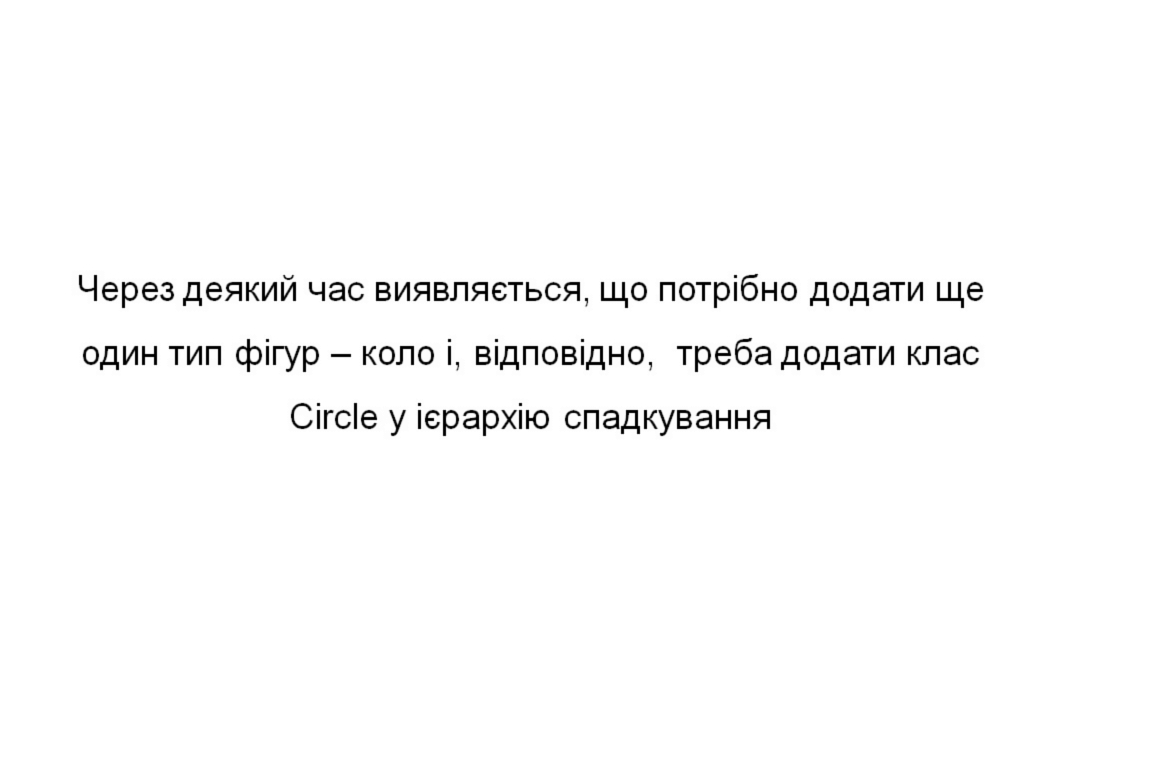 Через деякий час виявляється, що потрібно додати ще
один тип фігур – коло і, відповідно, треба додати клас
Circle у ієрархію спадкування